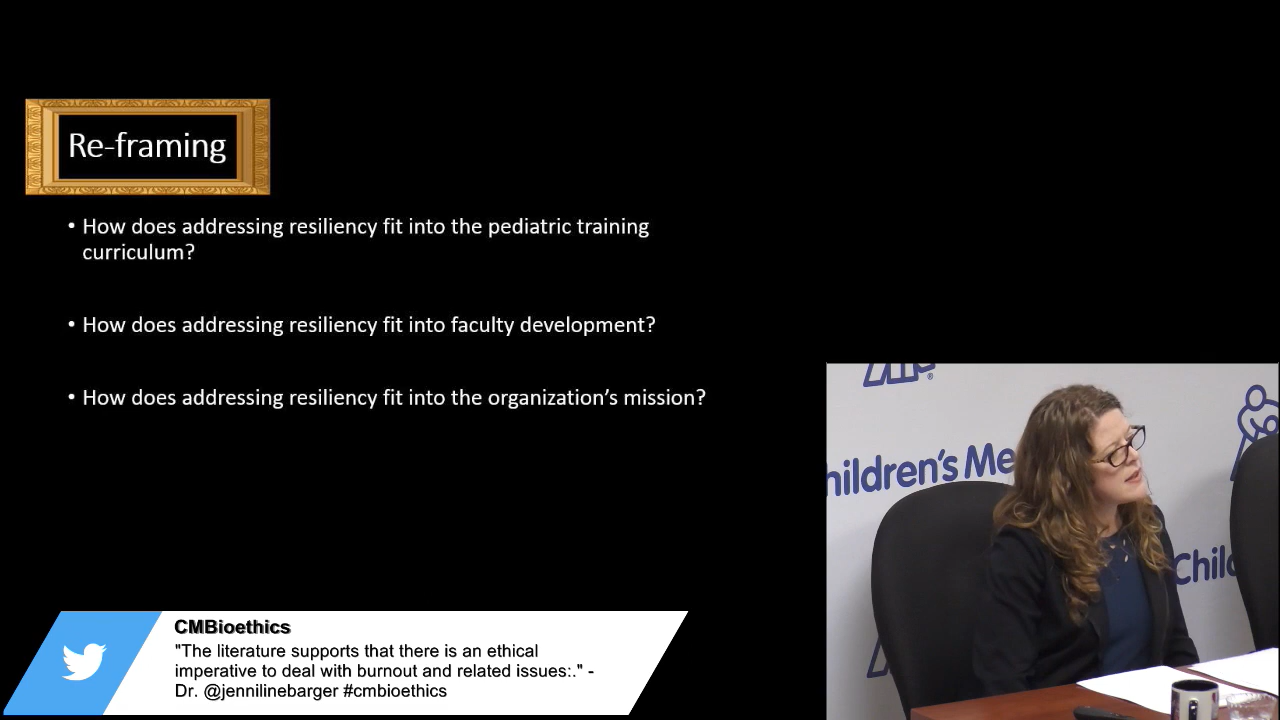 Re-framing
• How does addressing resiliency fit into the pediatric training
curriculum?
• How does addressing resiliency fit into faculty development?
• How does addressing resiliency fit into the organization's mission?
hildren's Me
Chil
CMBioethics
"The literature supports that there is an ethical
imperative to deal with burnout and related issues:." -
Dr. @jennilinebarger #cmbioethics